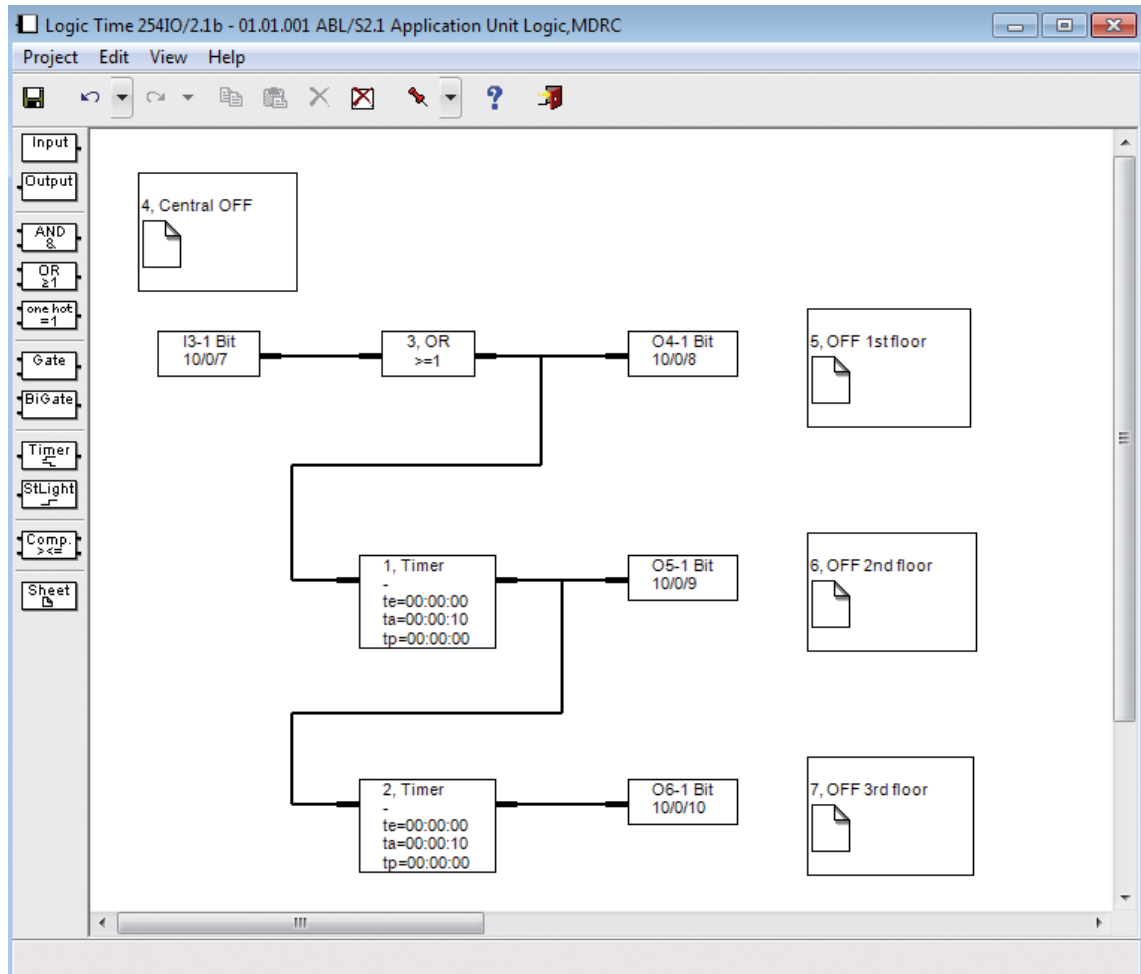 Logic Time 254IO/2.1b - 01.01.001 ABL/S2.1 Application Unit Logic,MDRC
Project Edit View Help
Input
Output
AND
&
OR
≥1
one hot
=1
Gate
BiGate
Timer
StLight
Comp.
><=
Sheet
4, Central OFF
I3-1 Bit
10/0/7
3, OR
>=1
O4-1 Bit
10/0/8
5, OFF 1st floor
1, Timer
-
te=00:00:00
ta=00:00:10
tp=00:00:00
O5-1 Bit
10/0/9
6, OFF 2nd floor
2, Timer
-
te=00:00:00
ta=00:00:10
tp=00:00:00
O6-1 Bit
10/0/10
7, OFF 3rd floor